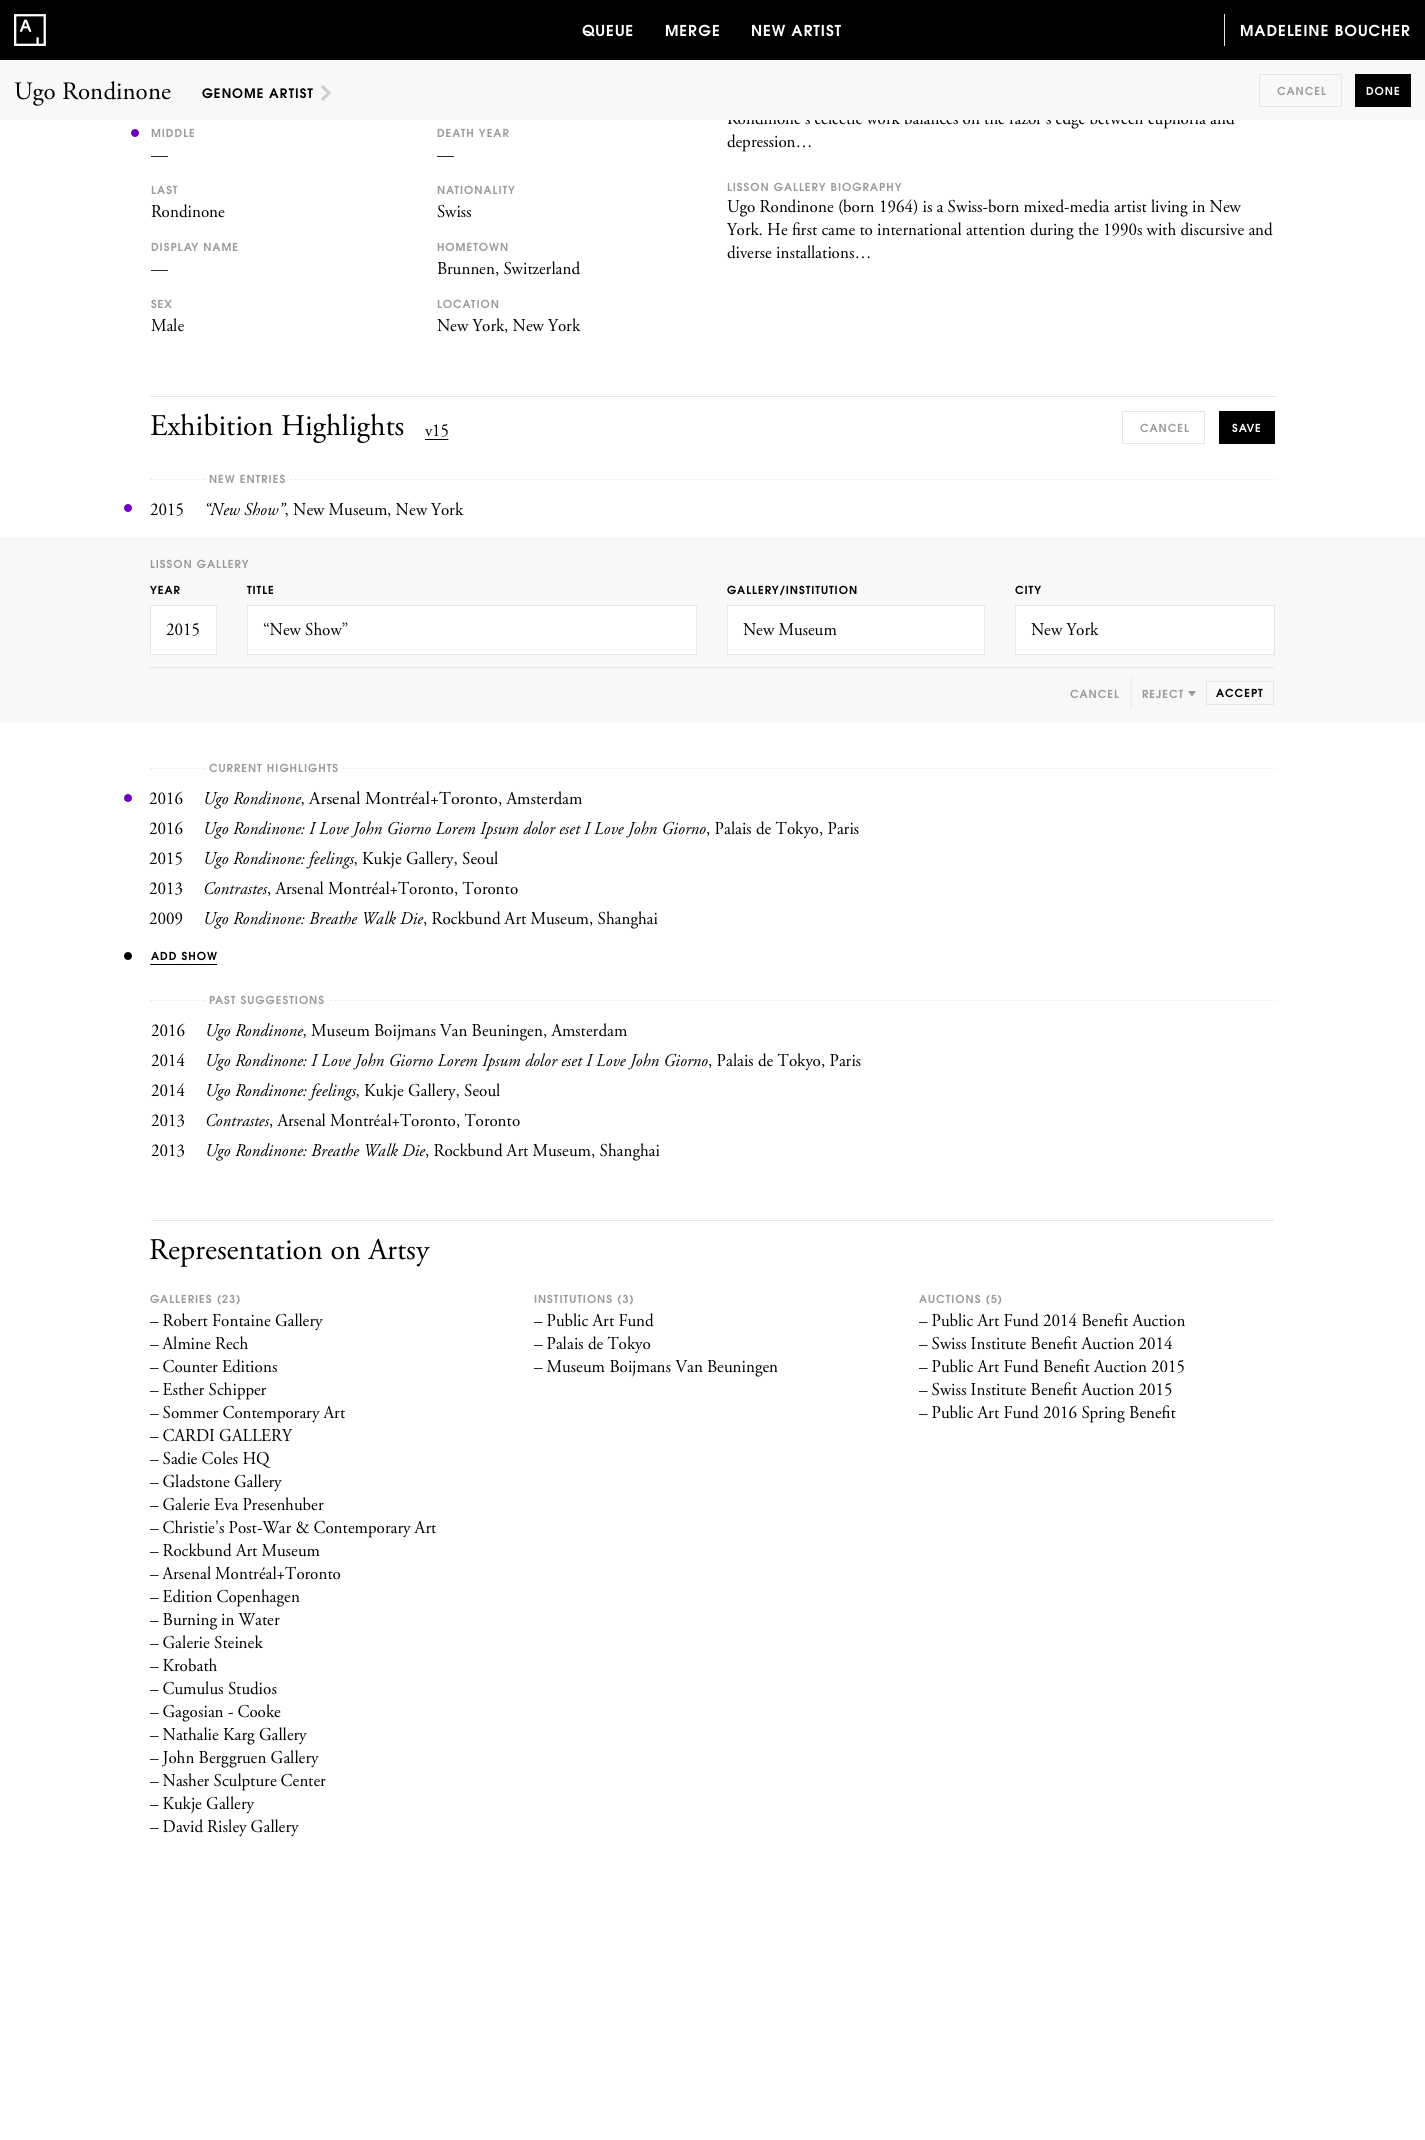 A
QUEUE MERGE NEW ARTIST
MADELEINE BOUCHER
Ugo Rondinone GENOME ARTIST
CANCEL DONE
MIDDLE
—
LAST
Rondinone
DISPLAY NAME
—
SEX
Male
DEATH YEAR
—
NATIONALITY
Swiss
HOMETOWN
Brunnen, Switzerland
LOCATION
New York, New York
Rondinone's eclectic work balances on the razor's edge between euphoria and
depression…
LISSON GALLERY BIOGRAPHY
Ugo Rondinone (born 1964) is a Swiss-born mixed-media artist living in New
York. He first came to international attention during the 1990s with discursive and
diverse installations…
Exhibition Highlights v15
CANCEL SAVE
NEW ENTRIES
2015 “New Show”, New Museum, New York
LISSON GALLERY
YEAR TITLE GALLERY/INSTITUTION CITY
2015 “New Show” New Museum New York
CANCEL REJECT ACCEPT
CURRENT HIGHLIGHTS
2016 Ugo Rondinone, Arsenal Montréal+Toronto, Amsterdam
2016 Ugo Rondinone: I Love John Giorno Lorem Ipsum dolor eset I Love John Giorno, Palais de Tokyo, Paris
2015 Ugo Rondinone: feelings, Kukje Gallery, Seoul
2013 Contrastes, Arsenal Montréal+Toronto, Toronto
2009 Ugo Rondinone: Breathe Walk Die, Rockbund Art Museum, Shanghai
ADD SHOW
PAST SUGGESTIONS
2016 Ugo Rondinone, Museum Boijmans Van Beuningen, Amsterdam
2014 Ugo Rondinone: I Love John Giorno Lorem Ipsum dolor eset I Love John Giorno, Palais de Tokyo, Paris
2014 Ugo Rondinone: feelings, Kukje Gallery, Seoul
2013 Contrastes, Arsenal Montréal+Toronto, Toronto
2013 Ugo Rondinone: Breathe Walk Die, Rockbund Art Museum, Shanghai
Representation on Artsy
GALLERIES (23)
– Robert Fontaine Gallery
– Almine Rech
– Counter Editions
– Esther Schipper
– Sommer Contemporary Art
– CARDI GALLERY
– Sadie Coles HQ
– Gladstone Gallery
– Galerie Eva Presenhuber
– Christie's Post-War & Contemporary Art
– Rockbund Art Museum
– Arsenal Montréal+Toronto
– Edition Copenhagen
– Burning in Water
– Galerie Steinek
– Krobath
– Cumulus Studios
– Gagosian - Cooke
– Nathalie Karg Gallery
– John Berggruen Gallery
– Nasher Sculpture Center
– Kukje Gallery
– David Risley Gallery
INSTITUTIONS (3)
– Public Art Fund
– Palais de Tokyo
– Museum Boijmans Van Beuningen
AUCTIONS (5)
– Public Art Fund 2014 Benefit Auction
– Swiss Institute Benefit Auction 2014
– Public Art Fund Benefit Auction 2015
– Swiss Institute Benefit Auction 2015
– Public Art Fund 2016 Spring Benefit